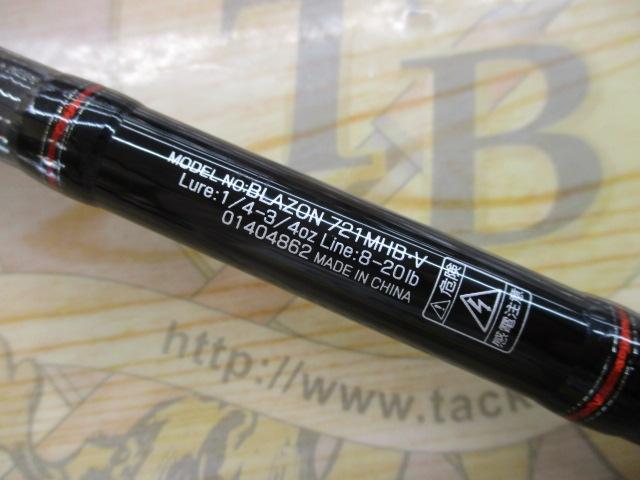 TB
MODEL NO:BLAZON 721MHB・V
Lure:1/4-3/4oz Line:8-20lb
01404862 MADE IN CHINA
⚠危険
感電注意
http://www.tack